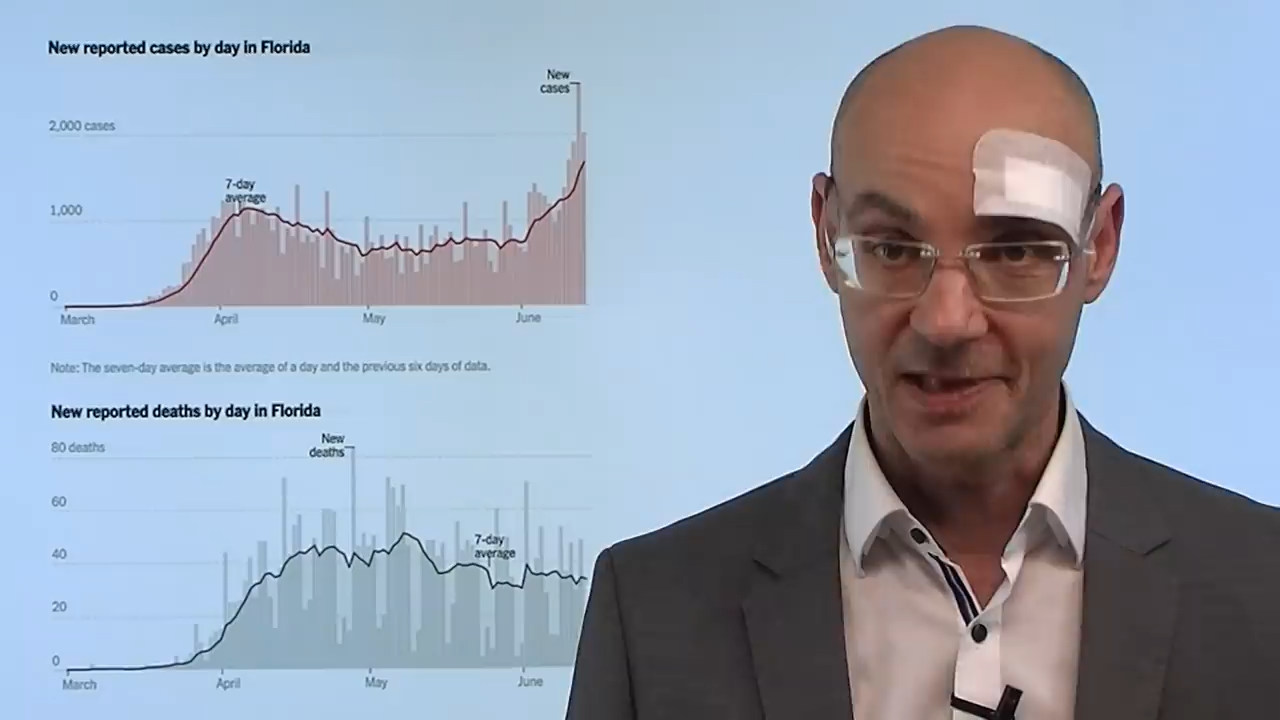 New reported cases by day in Florida
New
cases
2,000 cases
7-day
average
1,000
0
March April May June
Note: The seven-day average is the average of a day and the previous six days of data.
New reported deaths by day in Florida
New
deaths
80 deaths
60
7-day
average
40
20
0
March April May June